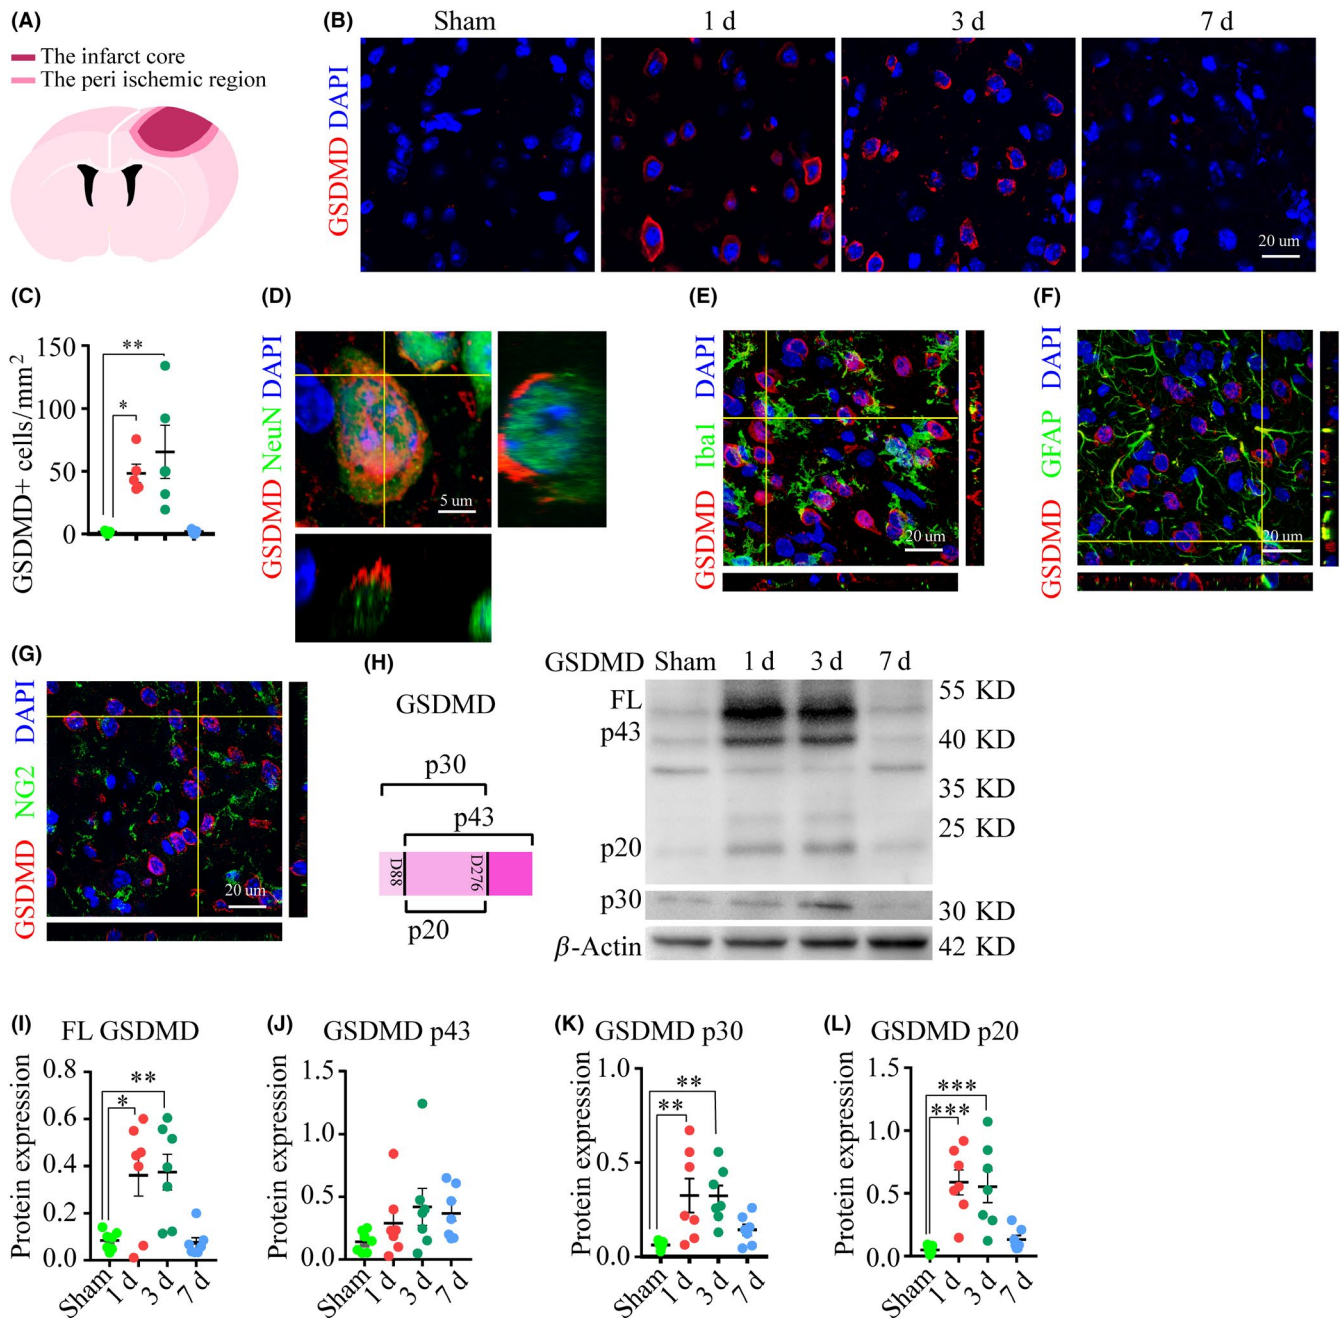 (A)
The infarct core
The peri ischemic region
(B)
Sham
1 d
3 d
7 d
GSDMD DAPI
20 um
(C)
GSDMD+ cells/mm2
150
100
50
0
**
*
(D)
GSDMD NeuN DAPI
5 um
(E)
GSDMD Iba1 DAPI
20 um
(F)
GSDMD GFAP DAPI
20 um
(G)
GSDMD NG2 DAPI
20 um
(H)
GSDMD
p30
p43
D88
D276
p20
GSDMD Sham 1 d 3 d 7 d
FL
p43
p20
p30
β-Actin
55 KD
40 KD
35 KD
25 KD
30 KD
42 KD
(I) FL GSDMD
Protein expression
0.8
0.6
0.4
0.2
0.0
**
*
Sham
1 d
3 d
7 d
(J) GSDMD p43
Protein expression
1.5
1.0
0.5
0.0
Sham
1 d
3 d
7 d
(K) GSDMD p30
Protein expression
1.0
0.5
0.0
**
**
Sham
1 d
3 d
7 d
(L) GSDMD p20
Protein expression
1.5
1.0
0.5
0.0
***
***
Sham
1 d
3 d
7 d